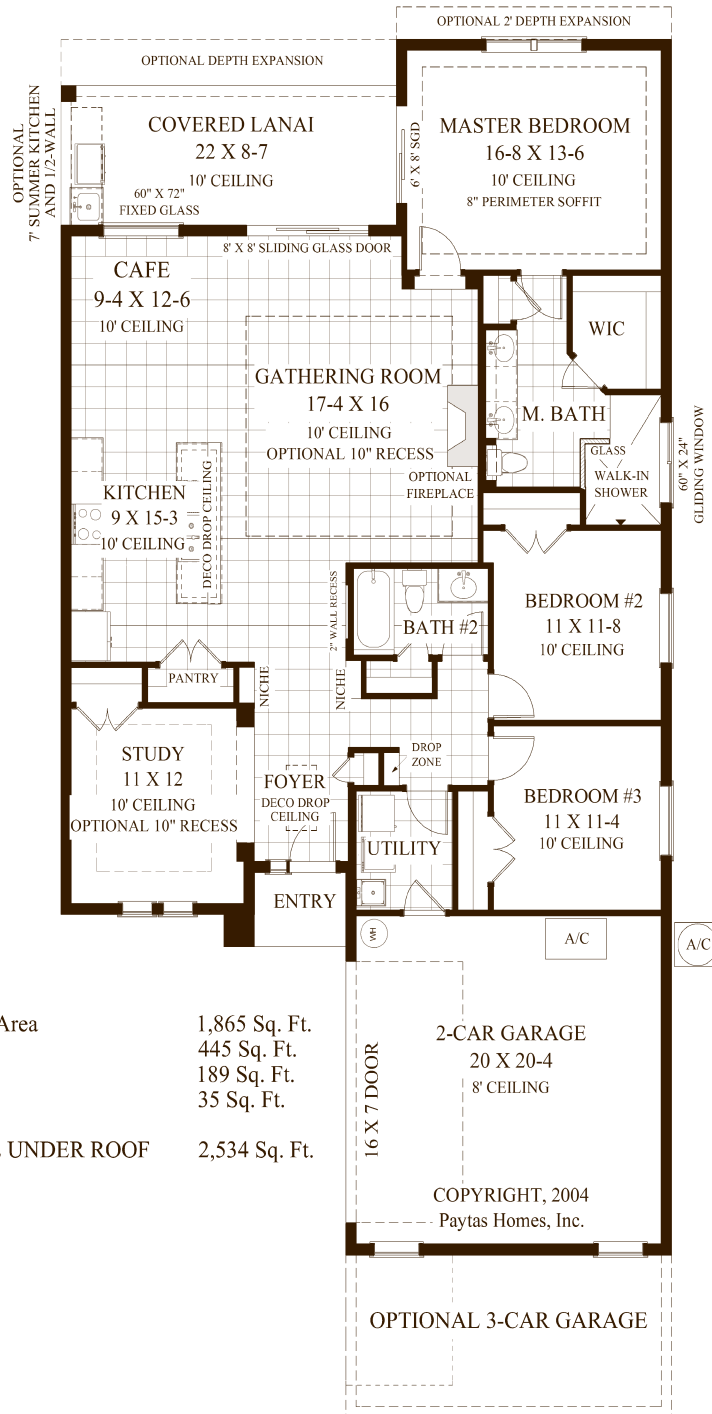 OPTIONAL 2' DEPTH EXPANSION
OPTIONAL DEPTH EXPANSION
OPTIONAL
7' SUMMER KITCHEN
AND 1/2-WALL
COVERED LANAI
22 X 8-7
10' CEILING
60" X 72"
FIXED GLASS
6' X 8' SGD
MASTER BEDROOM
16-8 X 13-6
10' CEILING
8" PERIMETER SOFFIT
8' X 8' SLIDING GLASS DOOR
CAFE
9-4 X 12-6
10' CEILING
WIC
GATHERING ROOM
17-4 X 16
10' CEILING
OPTIONAL 10" RECESS
OPTIONAL
FIREPLACE
M. BATH
GLASS
WALK-IN
SHOWER
60" X 24"
GLIDING WINDOW
KITCHEN
9 X 15-3
10' CEILING
DECO DROP CEILING
2" WALL RECESS
BATH #2
BEDROOM #2
11 X 11-8
10' CEILING
PANTRY
NICHE
NICHE
STUDY
11 X 12
10' CEILING
OPTIONAL 10" RECESS
FOYER
DECO DROP
CEILING
DROP
ZONE
BEDROOM #3
11 X 11-4
10' CEILING
UTILITY
ENTRY
WH
A/C
A/C
Area 1,865 Sq. Ft.
445 Sq. Ft.
189 Sq. Ft.
35 Sq. Ft.
UNDER ROOF 2,534 Sq. Ft.
2-CAR GARAGE
20 X 20-4
8' CEILING
16 X 7 DOOR
COPYRIGHT, 2004
Paytas Homes, Inc.
OPTIONAL 3-CAR GARAGE